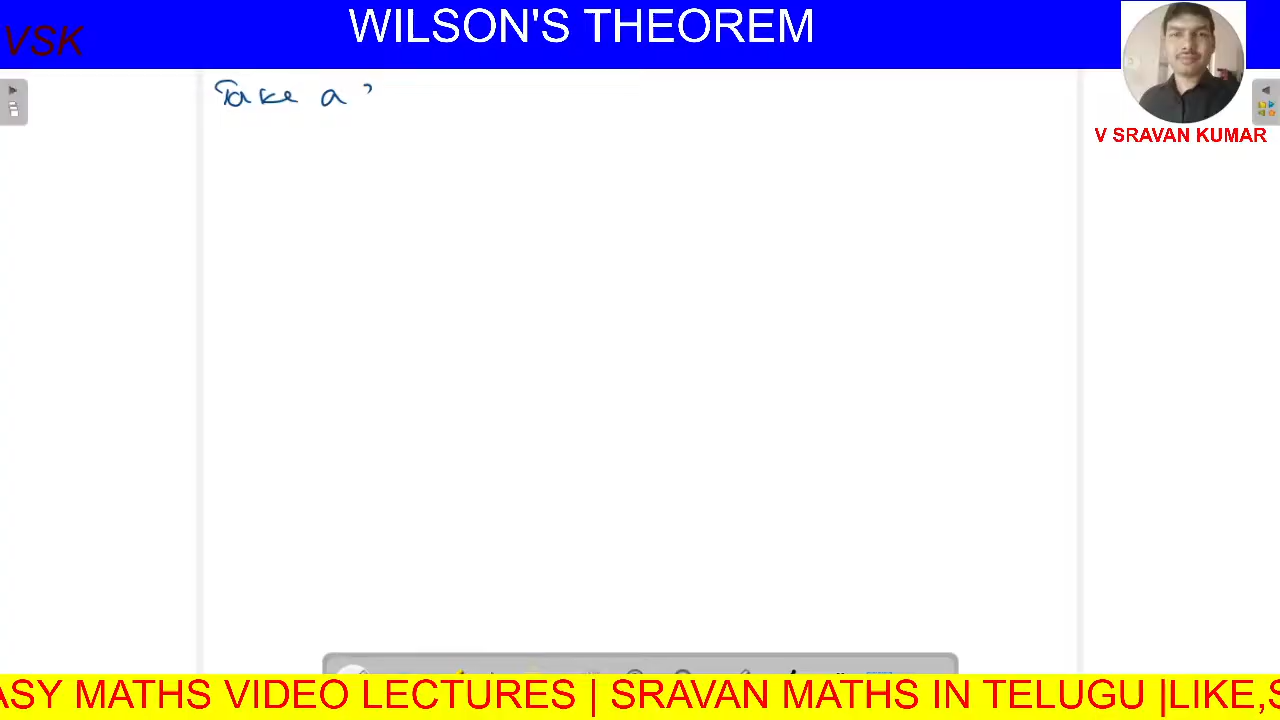 WILSON'S THEOREM
VSK
Take a
V SRAVAN KUMAR
ASY MATHS VIDEO LECTURES | SRAVAN MATHS IN TELUGU |LIKE,S